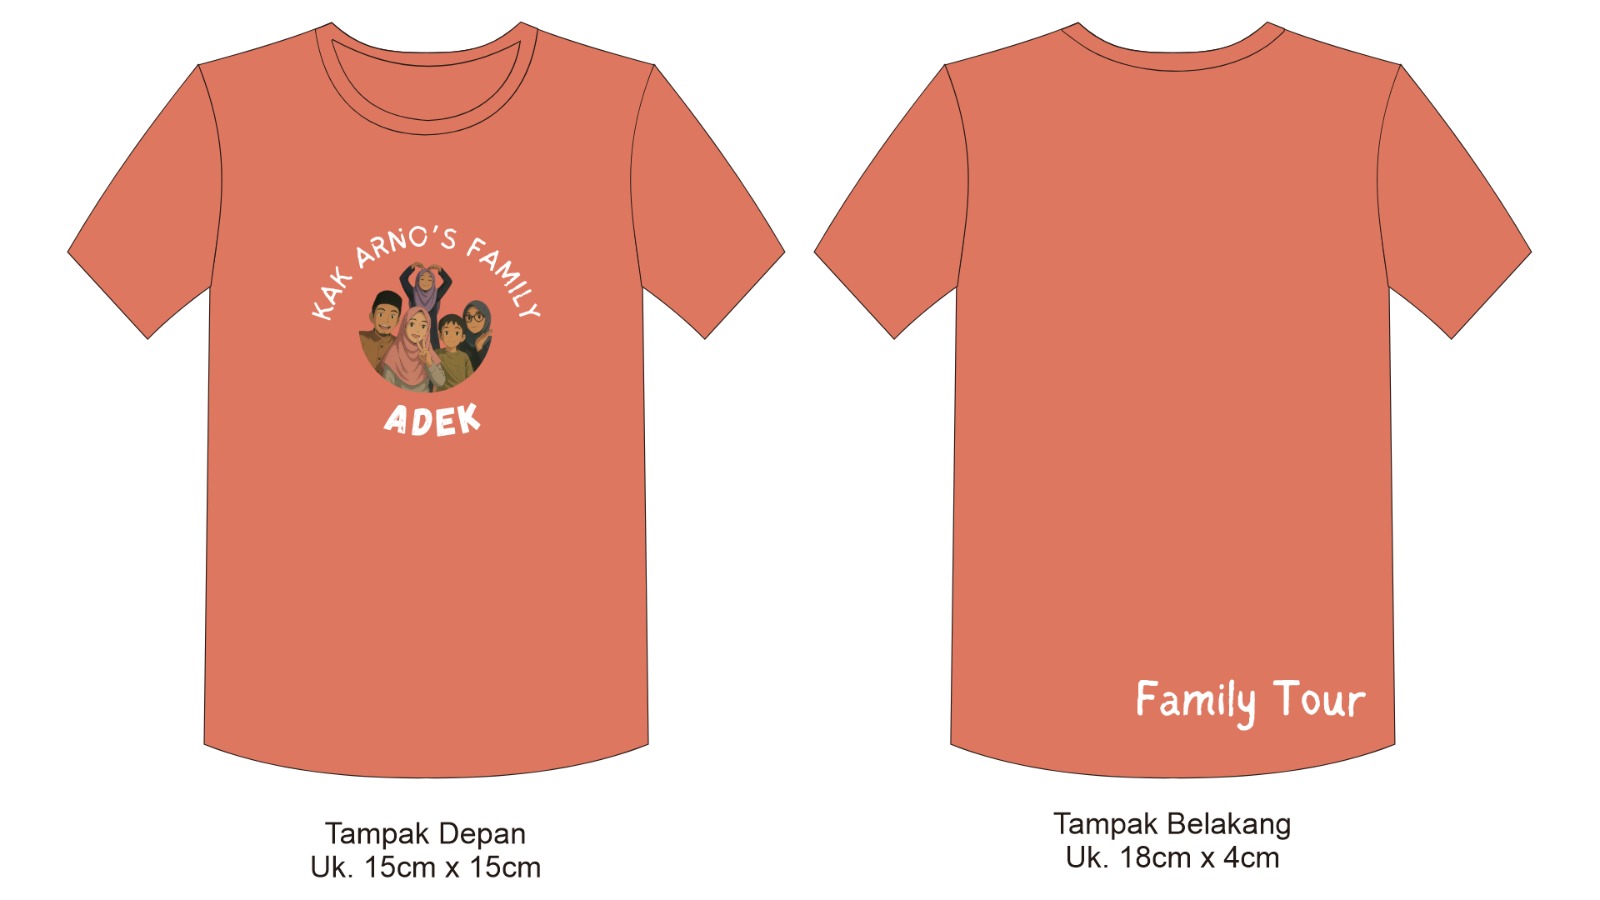 KAK ARNO'S FAMILY
ADEK
Family Tour
Tampak Depan
Uk. 15cm x 15cm
Tampak Belakang
Uk. 18cm x 4cm